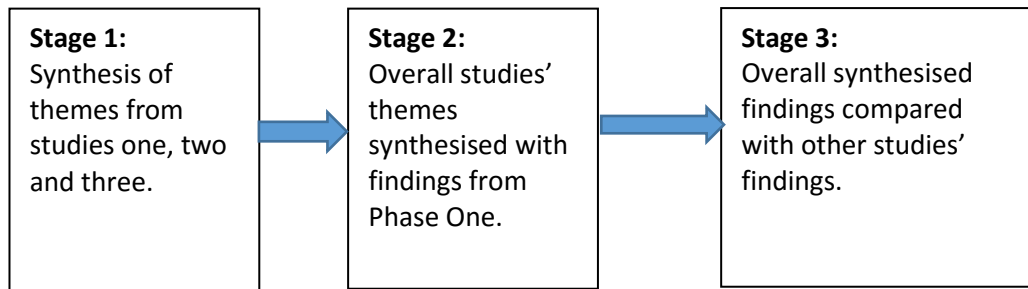 Stage 1:
Synthesis of
themes from
studies one, two
and three.
Stage 2:
Overall studies’
themes
synthesised with
findings from
Phase One.
Stage 3:
Overall synthesised
findings compared
with other studies’
findings.